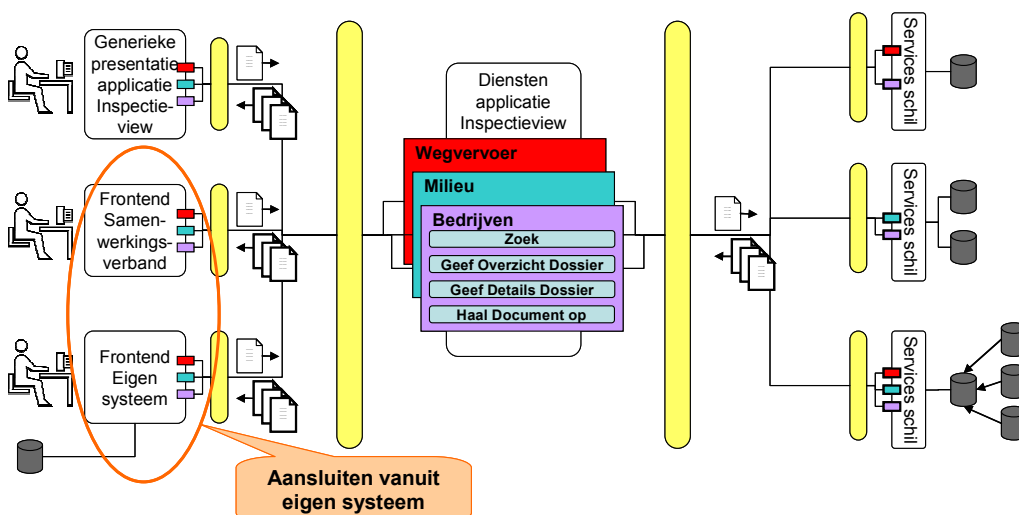 Generieke
presentatie
applicatie
Inspectie-
view
Frontend
Samen-
werkings-
verband
Frontend
Eigen
systeem
Aansluiten vanuit
eigen systeem
Diensten
applicatie
Inspectieview
Wegvervoer
Milieu
Bedrijven
Zoek
Geef Overzicht Dossier
Geef Details Dossier
Haal Document op
Services schil
Services schil
Services schil